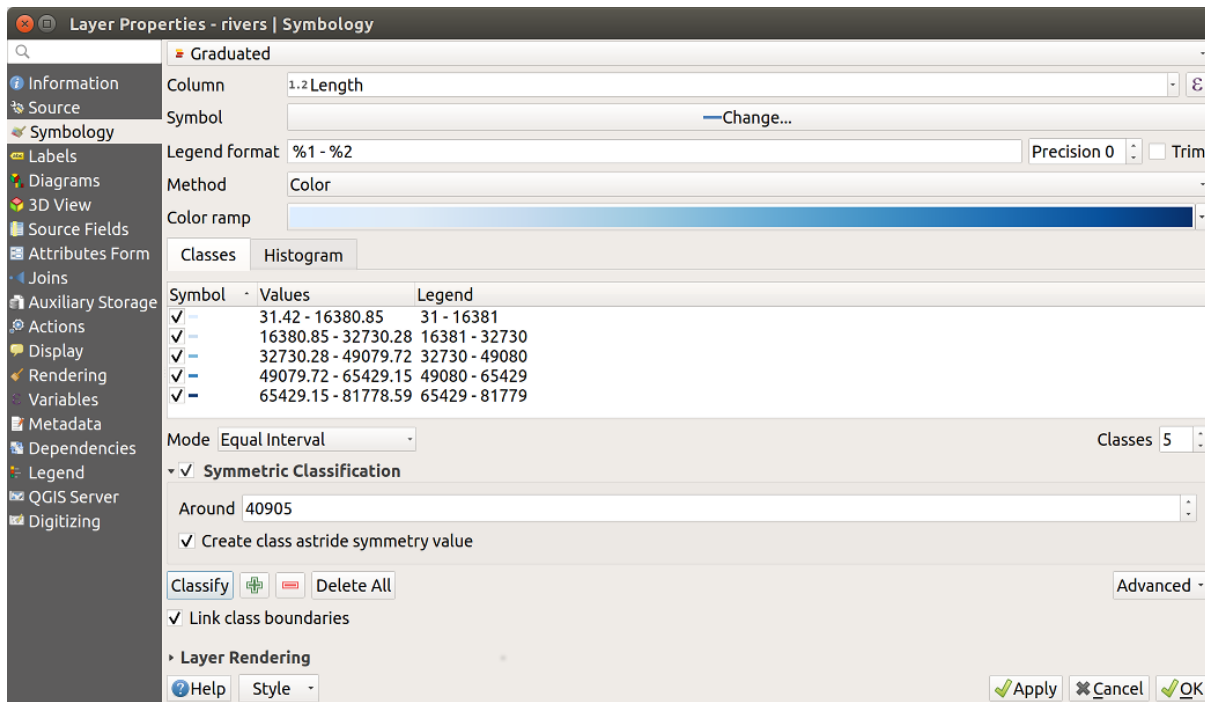 Layer Properties - rivers | Symbology
Graduated
Information
Source
Symbology
Labels
Diagrams
3D View
Source Fields
Attributes Form
Joins
Auxiliary Storage
Actions
Display
Rendering
Variables
Metadata
Dependencies
Legend
QGIS Server
Digitizing
Column 1.2 Length ε
Symbol Change...
Legend format %1 - %2 Precision 0 Trim
Method Color
Color ramp
Classes Histogram
Symbol Values Legend
31.42 - 16380.85 31 - 16381
16380.85 - 32730.28 16381 - 32730
32730.28 - 49079.72 32730 - 49080
49079.72 - 65429.15 49080 - 65429
65429.15 - 81778.59 65429 - 81779
Mode Equal Interval Classes 5
Symmetric Classification
Around 40905
Create class astride symmetry value
Classify Delete All Advanced
Link class boundaries
Layer Rendering
Help Style Apply Cancel OK